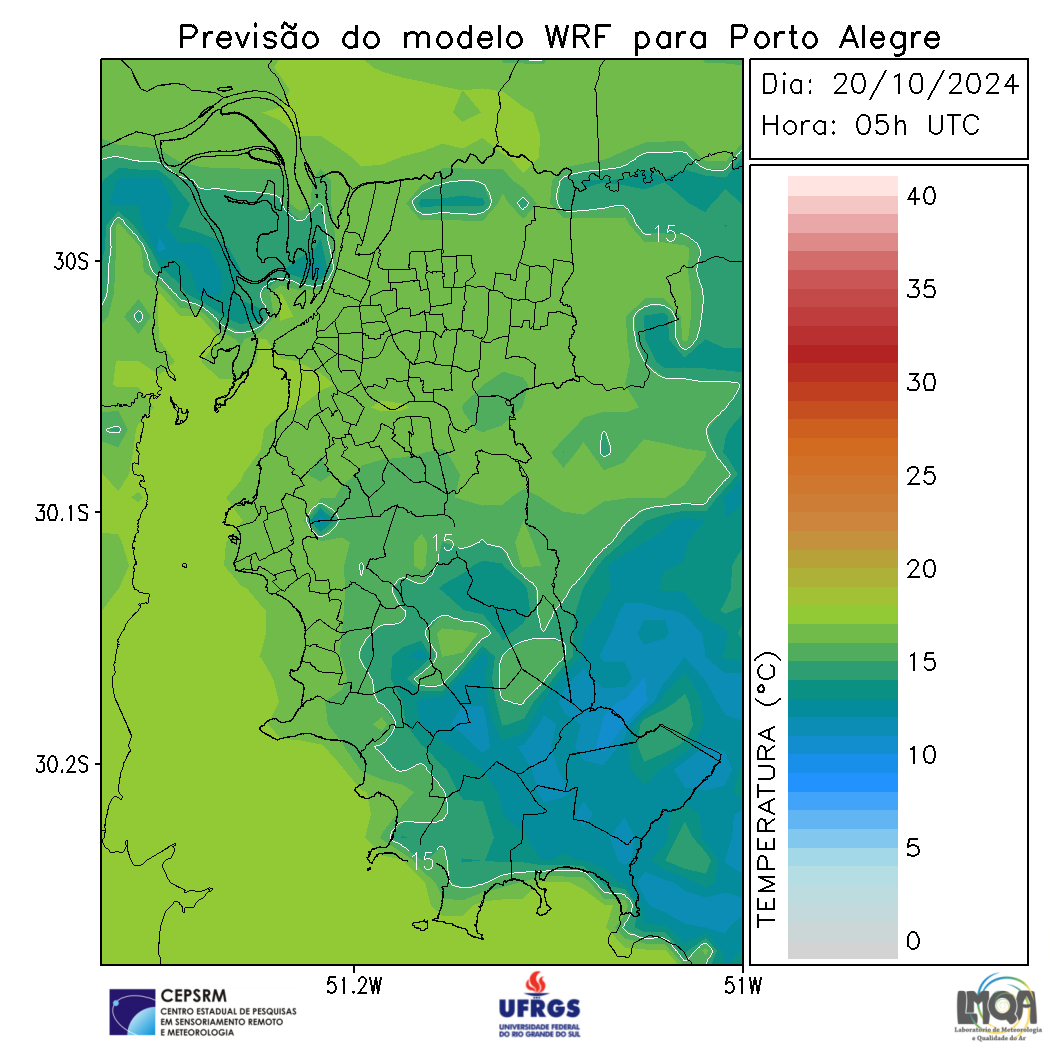 Previsão do modelo WRF para Porto Alegre
Dia: 20/10/2024
Hora: 05h UTC
40
35
30
25
20
15
10
5
0
TEMPERATURA (°C)
30S
30.1S
30.2S
51.2W
51W
15
15
15
CEPSRM
CENTRO ESTADUAL DE PESQUISAS
EM SENSORIAMENTO REMOTO
E METEOROLOGIA
UFRGS
UNIVERSIDADE FEDERAL
DO RIO GRANDE DO SUL
LMQA
Laboratório de Meteorologia
e Qualidade do Ar